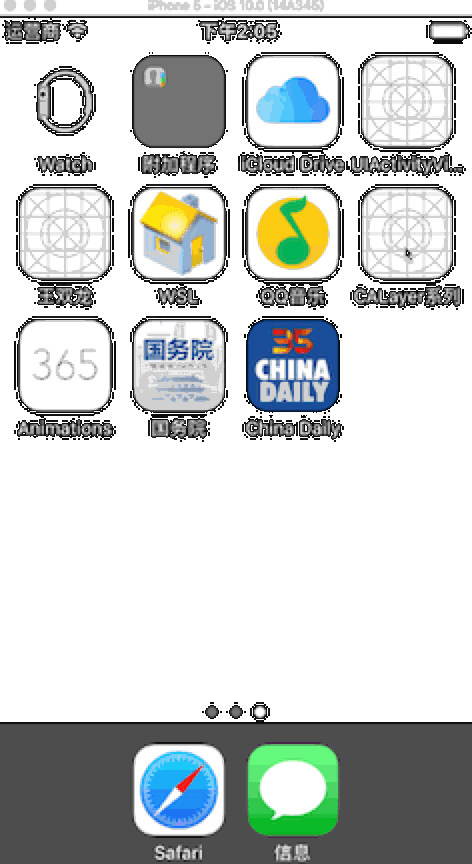 iPhone 5 - iOS 10.0 (14A345)
运营商 下午2:05
Watch 附加程序 iCloud Drive UIActivityVi...
王双龙 WSL QQ音乐 CALayer系列
365
国务院
35
CHINA
DAILY
Animations 国务院 China Daily
Safari 信息